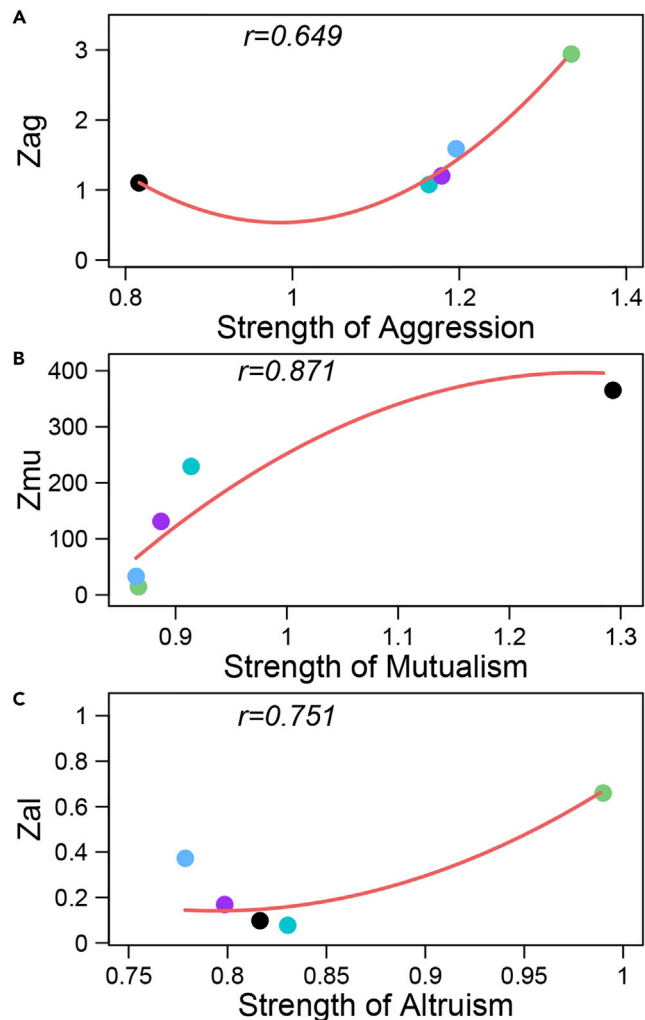 A
r=0.649
Zag
3
2
1
0
0.8 1 1.2 1.4
Strength of Aggression
B
r=0.871
Zmu
400
300
200
100
0
0.9 1 1.1 1.2 1.3
Strength of Mutualism
C
r=0.751
Zal
1
0.8
0.6
0.4
0.2
0
0.75 0.8 0.85 0.9 0.95 1
Strength of Altruism